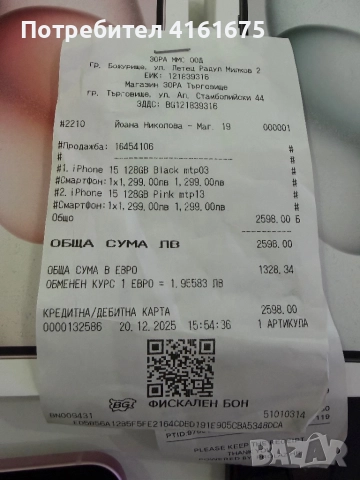 Потребител 4161675
ЗОРА ММС ООД
гр. Божурище, ул. Летец Радул Милков 2
ЕИК: 121839316
Магазин ЗОРА Търговище
гр. Търговище, ул. Ал. Стамболийски 44
ЗДДС: BG121839316
#2210 Йоана Николова - Маг. 19 000001
#Продажба: 16454106
# ----------------------
#
#1. iPhone 15 128GB Black mtp03
#Смартфон:1x1,299.00лв 1,299.00лв
#2. iPhone 15 128GB Pink mtp13
#Смартфон:1x1,299.00лв 1,299.00лв
Общо 2598.00 Б
ОБЩА СУМА ЛВ 2598.00
ОБЩА СУМА В ЕВРО 1328,34
ОБМЕНЕН КУРС 1 ЕВРО = 1,95583 ЛВ
КРЕДИТНА/ДЕБИТНА КАРТА 2598.00
0000132586 20.12.2025 15:54:36 1 АРТИКУЛА
BG
ФИСКАЛЕН БОН
51010314
PLEASE KEEP
BAZAR